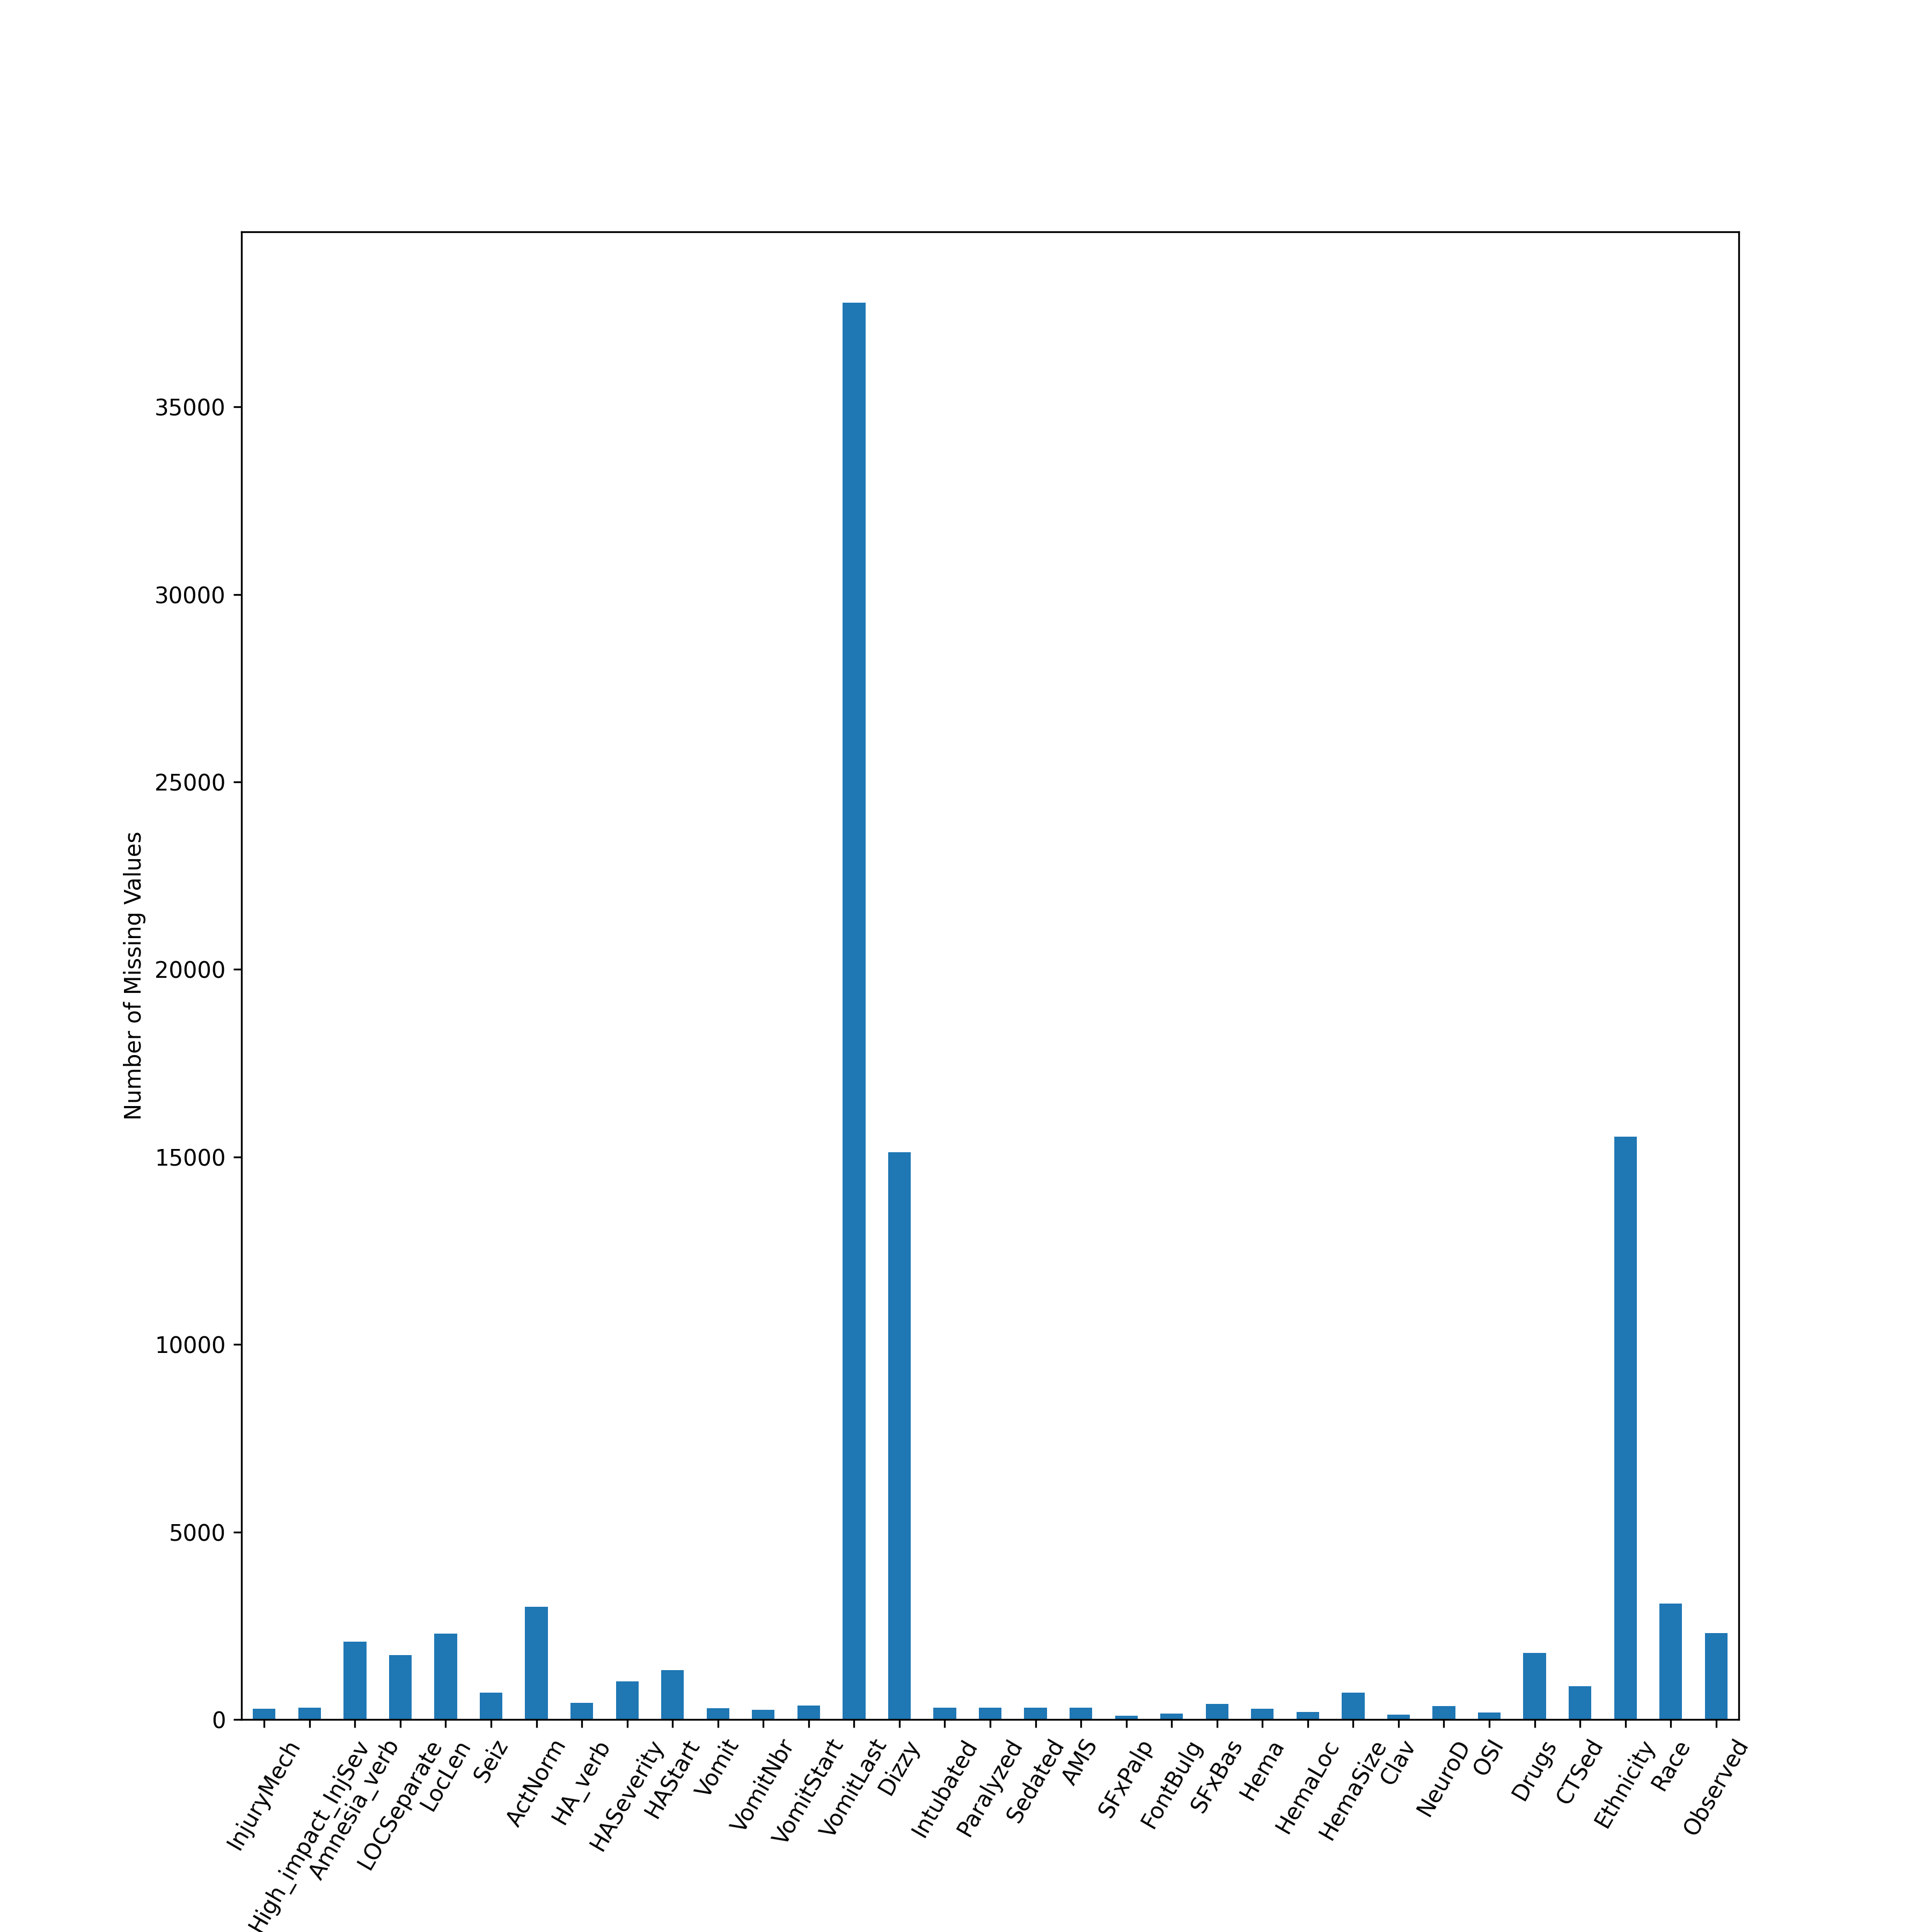 Number of Missing Values
35000
30000
25000
20000
15000
10000
5000
0
InjuryMech
High_impact_InjSev
Amnesia_verb
LOCSeparate
LocLen
Seiz
ActNorm
HA_verb
HASeverity
HAStart
Vomit
VomitNbr
VomitStart
VomitLast
Dizzy
Intubated
Paralyzed
Sedated
AMS
SFxPalp
FontBulg
SFxBas
Hema
HemaLoc
HemaSize
Clav
NeuroD
OSI
Drugs
CTSed
Ethnicity
Race
Observed